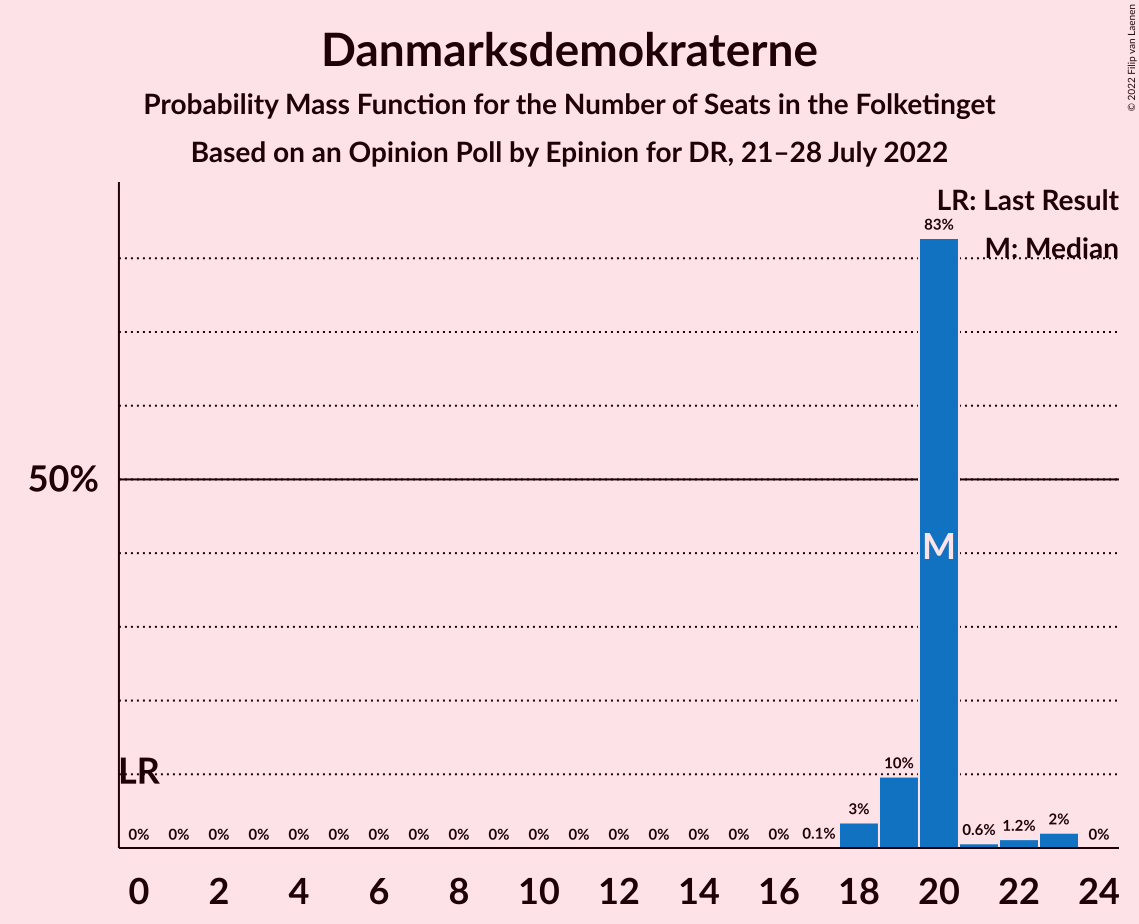 Danmarksdemokraterne
Probability Mass Function for the Number of Seats in the Folketinget
Based on an Opinion Poll by Epinion for DR, 21–28 July 2022
© 2022 Filip van Laenen
LR: Last Result
83%
M: Median
50%
M
LR
10%
3%
2%
0% 0% 0% 0% 0% 0% 0% 0% 0% 0% 0% 0% 0% 0% 0% 0% 0% 0.1% 0.6% 1.2% 0%
0 2 4 6 8 10 12 14 16 18 20 22 24